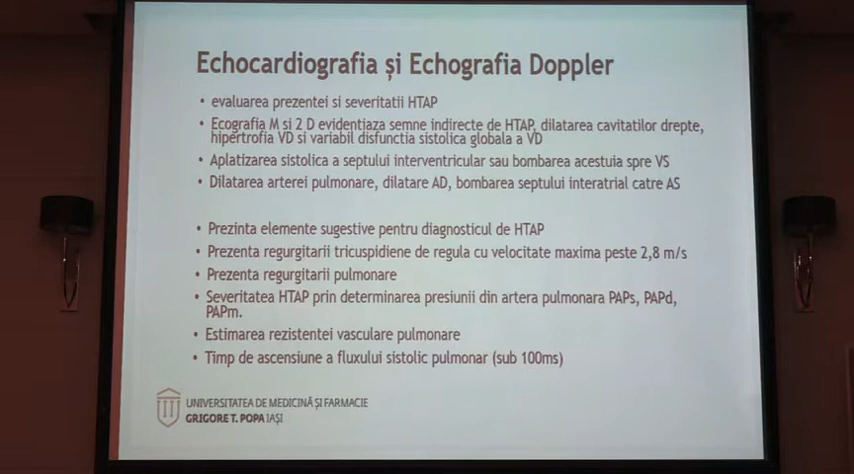 Echocardiografia și Echografia Doppler
• evaluarea prezentei si severitatii HTAP
• Ecografia M si 2 D evidentiaza semne indirecte de HTAP, dilatarea cavitatilor drepte,
hipertrofia VD si variabil disfunctia sistolica globala a VD
• Aplatizarea sistolica a septului interventricular sau bombarea acestuia spre VS
• Dilatarea arterei pulmonare, dilatare AD, bombarea septului interatrial catre AS
• Prezinta elemente sugestive pentru diagnosticul de HTAP
• Prezenta regurgitarii tricuspidiene de regula cu velocitate maxima peste 2,8 m/s
• Prezenta regurgitarii pulmonare
• Severitatea HTAP prin determinarea presiunii din artera pulmonara PAPs, PAPd,
PAPm.
• Estimarea rezistentei vasculare pulmonare
• Timp de ascensiune a fluxului sistolic pulmonar (sub 100ms)
UNIVERSITATEA DE MEDICINĂ ȘI FARMACIE
GRIGORE T. POPA IAȘI